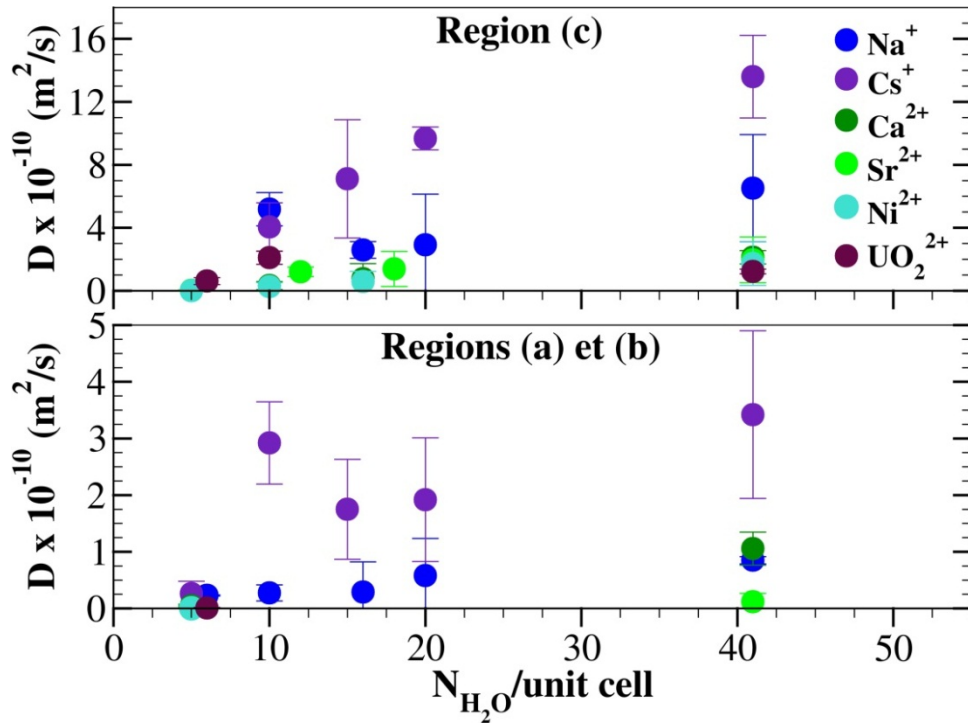 Region (c)
D x 10⁻¹⁰ (m²/s)
16
12
8
4
0
Na⁺
Cs⁺
Ca²⁺
Sr²⁺
Ni²⁺
UO₂²⁺
Regions (a) et (b)
D x 10⁻¹⁰ (m²/s)
5
4
3
2
1
0
0 10 20 30 40 50
N_H₂O/unit cell